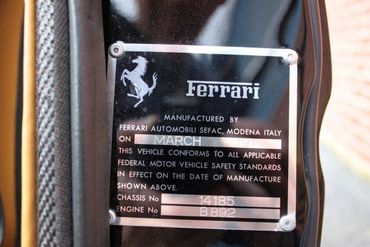 Ferrari
MANUFACTURED BY
FERRARI AUTOMOBILI SEFAC, MODENA ITALY
ON MARCH
THIS VEHICLE CONFORMS TO ALL APPLICABLE
FEDERAL MOTOR VEHICLE SAFETY STANDARDS
IN EFFECT ON THE DATE OF MANUFACTURE
SHOWN ABOVE.
CHASSIS No 14185
ENGINE No B 892